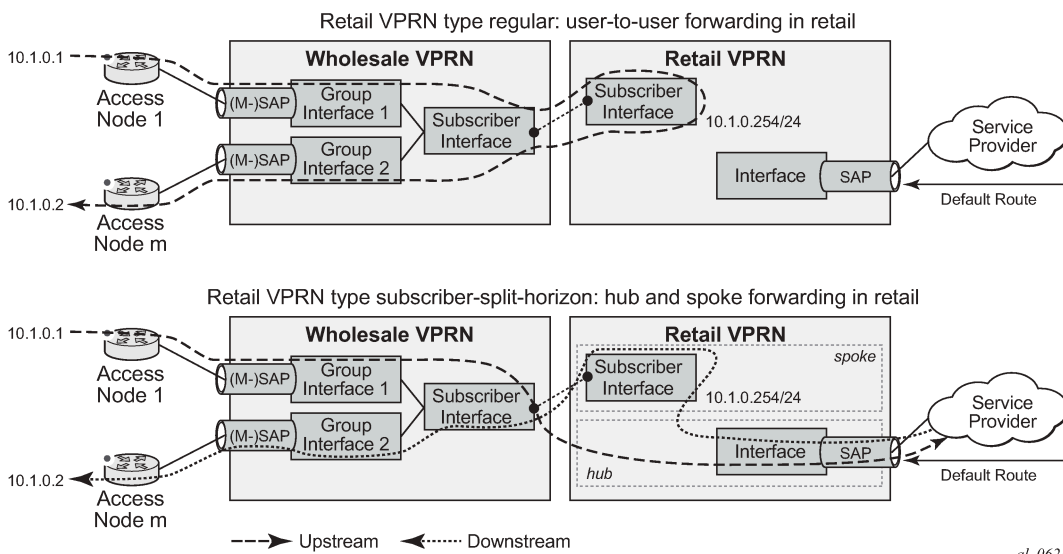 Retail VPRN type regular: user-to-user forwarding in retail
Wholesale VPRN
Retail VPRN
10.1.0.1
Access
Node 1
(M-)SAP
Group
Interface 1
Subscriber
Interface
Subscriber
Interface
10.1.0.254/24
(M-)SAP
Group
Interface 2
Interface
SAP
Service
Provider
Default Route
10.1.0.2
Access
Node m
Retail VPRN type subscriber-split-horizon: hub and spoke forwarding in retail
Wholesale VPRN
Retail VPRN
10.1.0.1
Access
Node 1
(M-)SAP
Group
Interface 1
Subscriber
Interface
Subscriber
Interface
spoke
10.1.0.254/24
(M-)SAP
Group
Interface 2
Interface
SAP
hub
Service
Provider
Default Route
10.1.0.2
Access
Node m
Upstream
Downstream